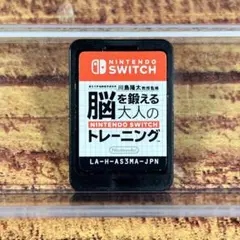 NINTENDO
SWITCH
川島隆太教授監修
脳を鍛える
大人の
NINTENDO SWITCH
トレーニング
Nintendo
LA-H-AS3MA-JPN